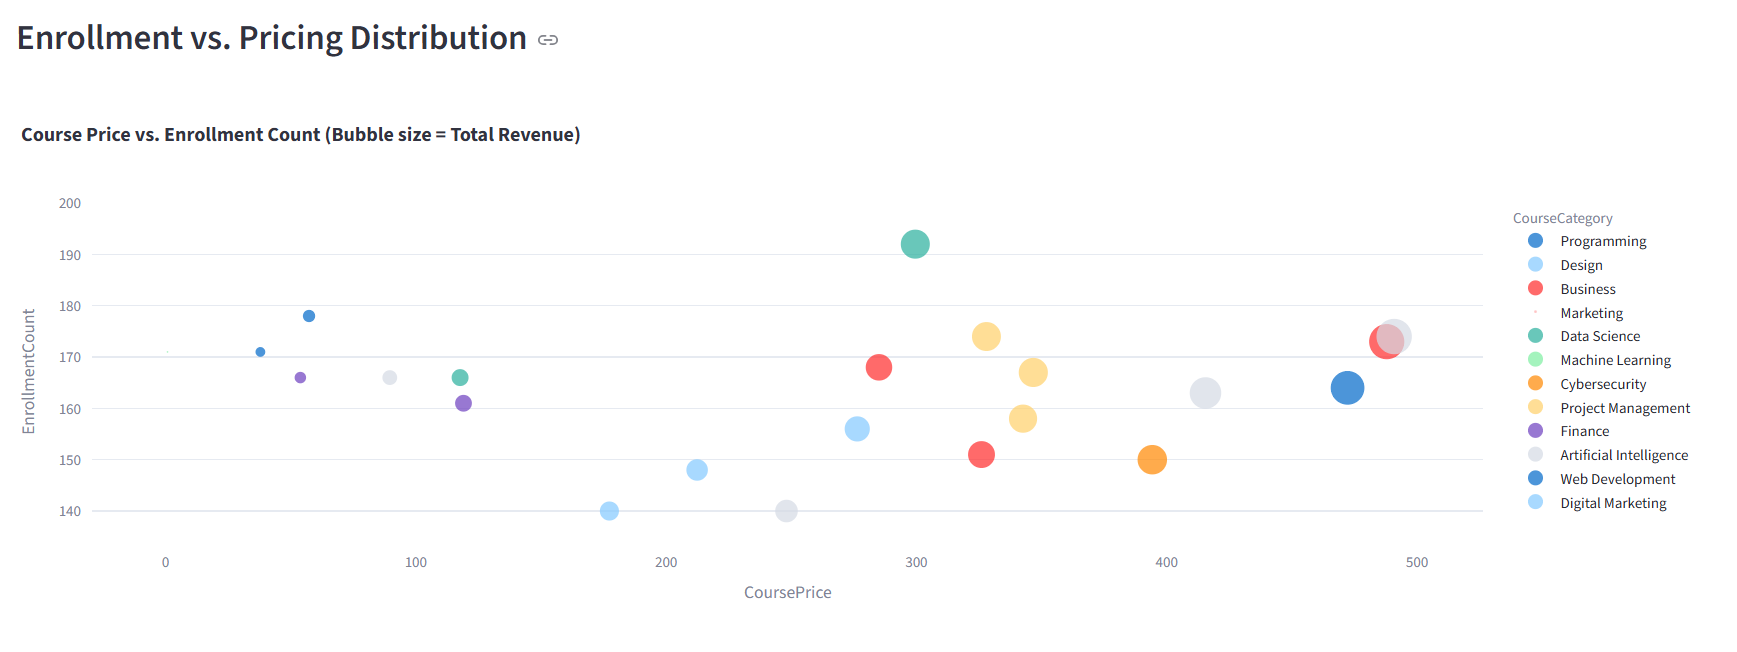 Enrollment vs. Pricing Distribution
Course Price vs. Enrollment Count (Bubble size = Total Revenue)
200
190
180
170
160
150
140
EnrollmentCount
0
100
200
300
400
500
CoursePrice
CourseCategory
Programming
Design
Business
Marketing
Data Science
Machine Learning
Cybersecurity
Project Management
Finance
Artificial Intelligence
Web Development
Digital Marketing